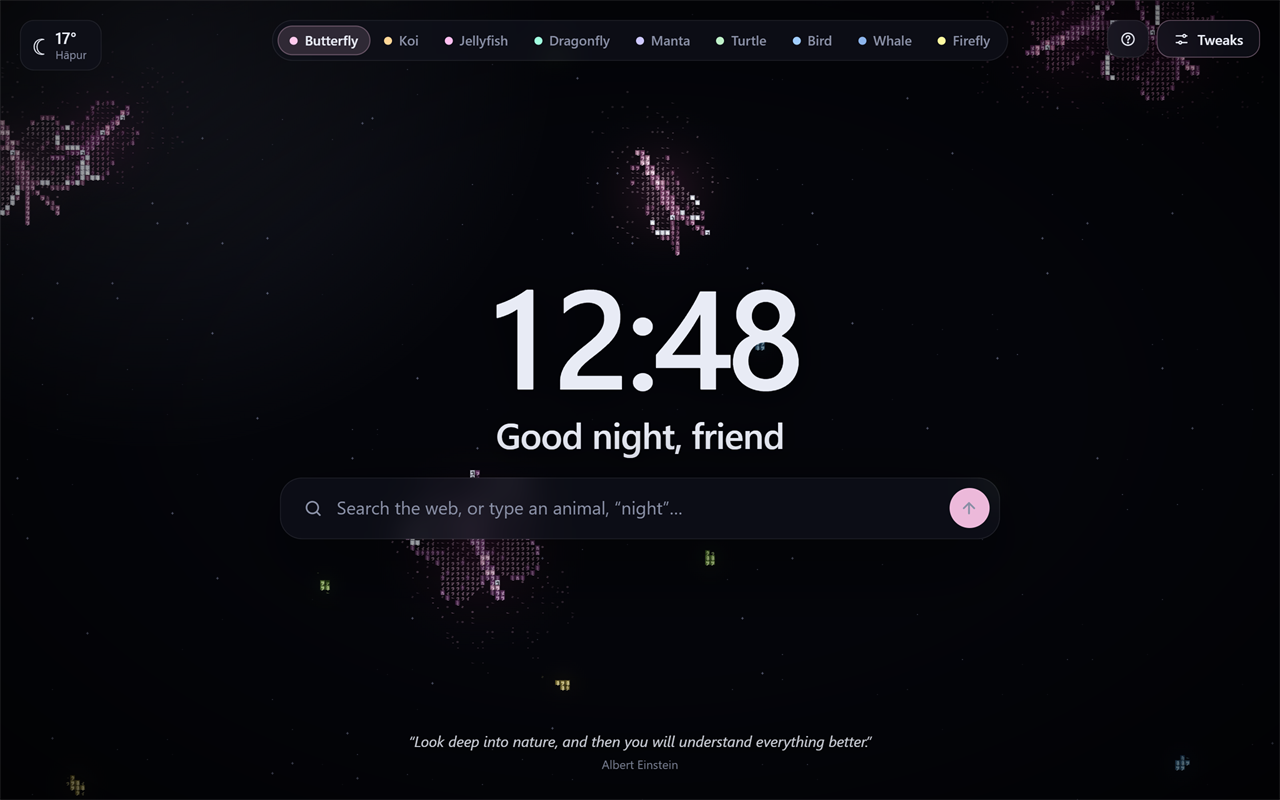 17°
Hāpur
Butterfly
Koi
Jellyfish
Dragonfly
Manta
Turtle
Bird
Whale
Firefly
Tweaks
12:48
Good night, friend
Search the web, or type an animal, “night”…
“Look deep into nature, and then you will understand everything better.”
Albert Einstein